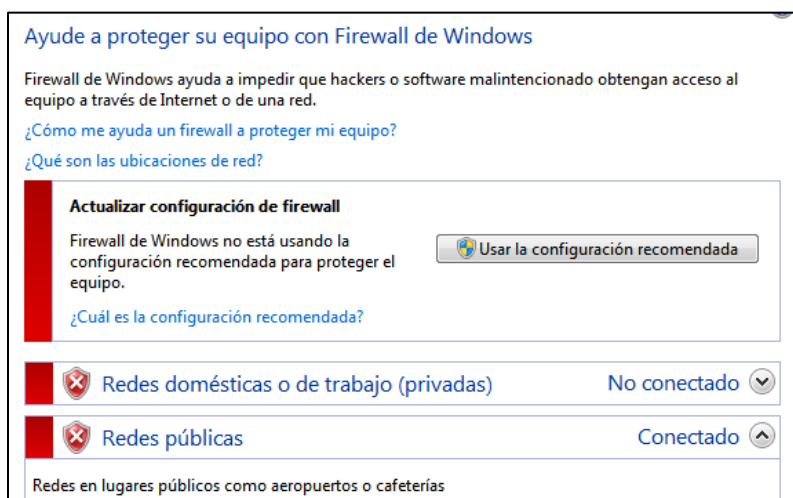 Ayude a proteger su equipo con Firewall de Windows
Firewall de Windows ayuda a impedir que hackers o software malintencionado obtengan acceso al
equipo a través de Internet o de una red.
¿Cómo me ayuda un firewall a proteger mi equipo?
¿Qué son las ubicaciones de red?
Actualizar configuración de firewall
Firewall de Windows no está usando la
configuración recomendada para proteger el
equipo.
Usar la configuración recomendada
¿Cuál es la configuración recomendada?
Redes domésticas o de trabajo (privadas) No conectado
Redes públicas Conectado
Redes en lugares públicos como aeropuertos o cafeterías